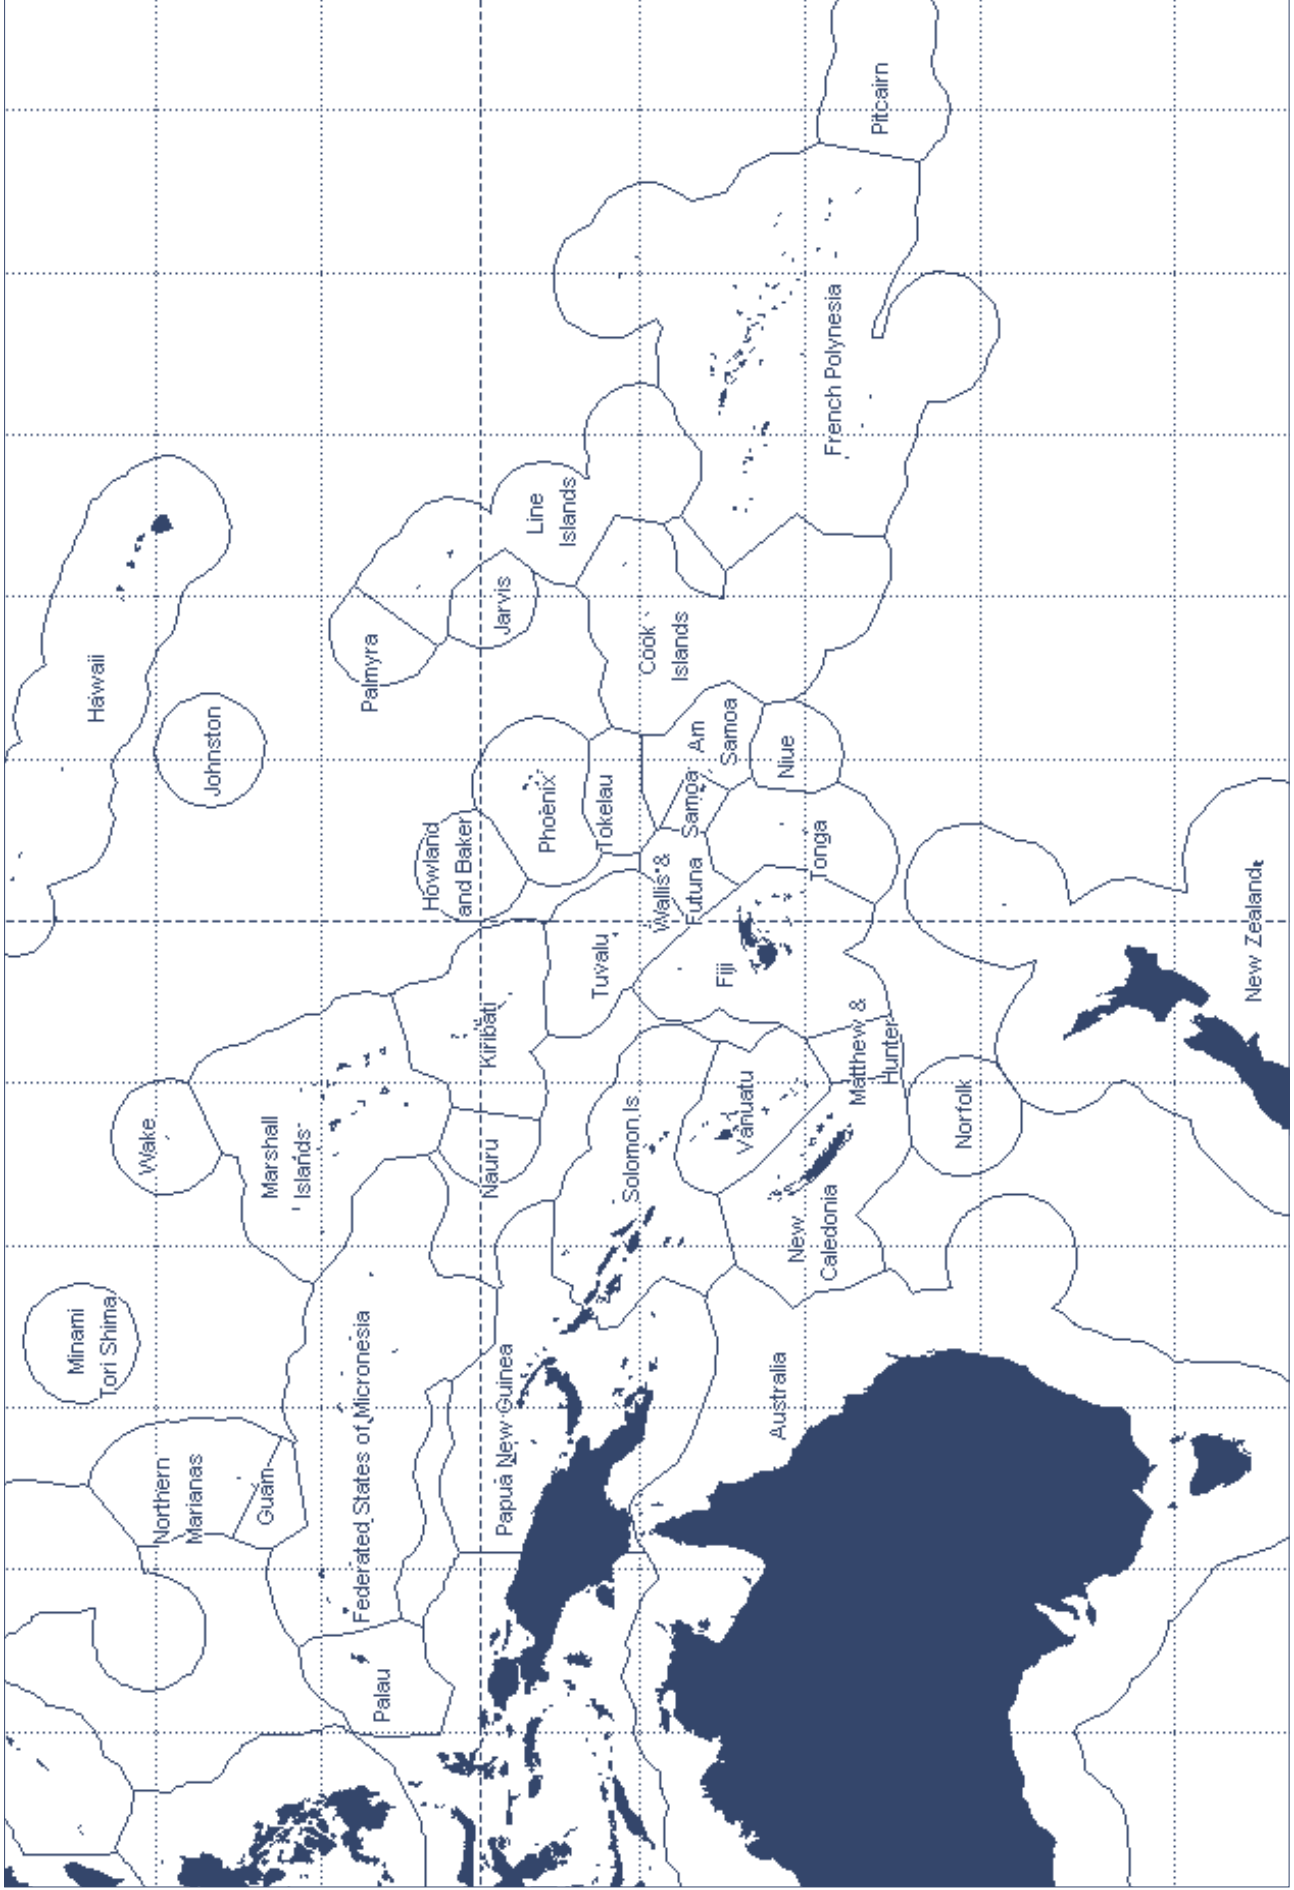 Hawaii
Johnston
Wake
Minami
Tori Shima
Northern
Marianas
Guam
Marshall
Islands
Palmyra
Federated States of Micronesia
Palau
Howland
and Baker
Jarvis
Line
Islands
Kiribati
Nauru
Phoenix
Papua New Guinea
Tokelau
Tuvalu
Solomon Is.
Cook
Islands
Wallis &
Futuna
Samoa
Am
Samoa
Fiji
Vanuatu
Niue
Tonga
French Polynesia
Pitcairn
New
Caledonia
Matthew &
Hunter
Australia
Norfolk
New Zealand